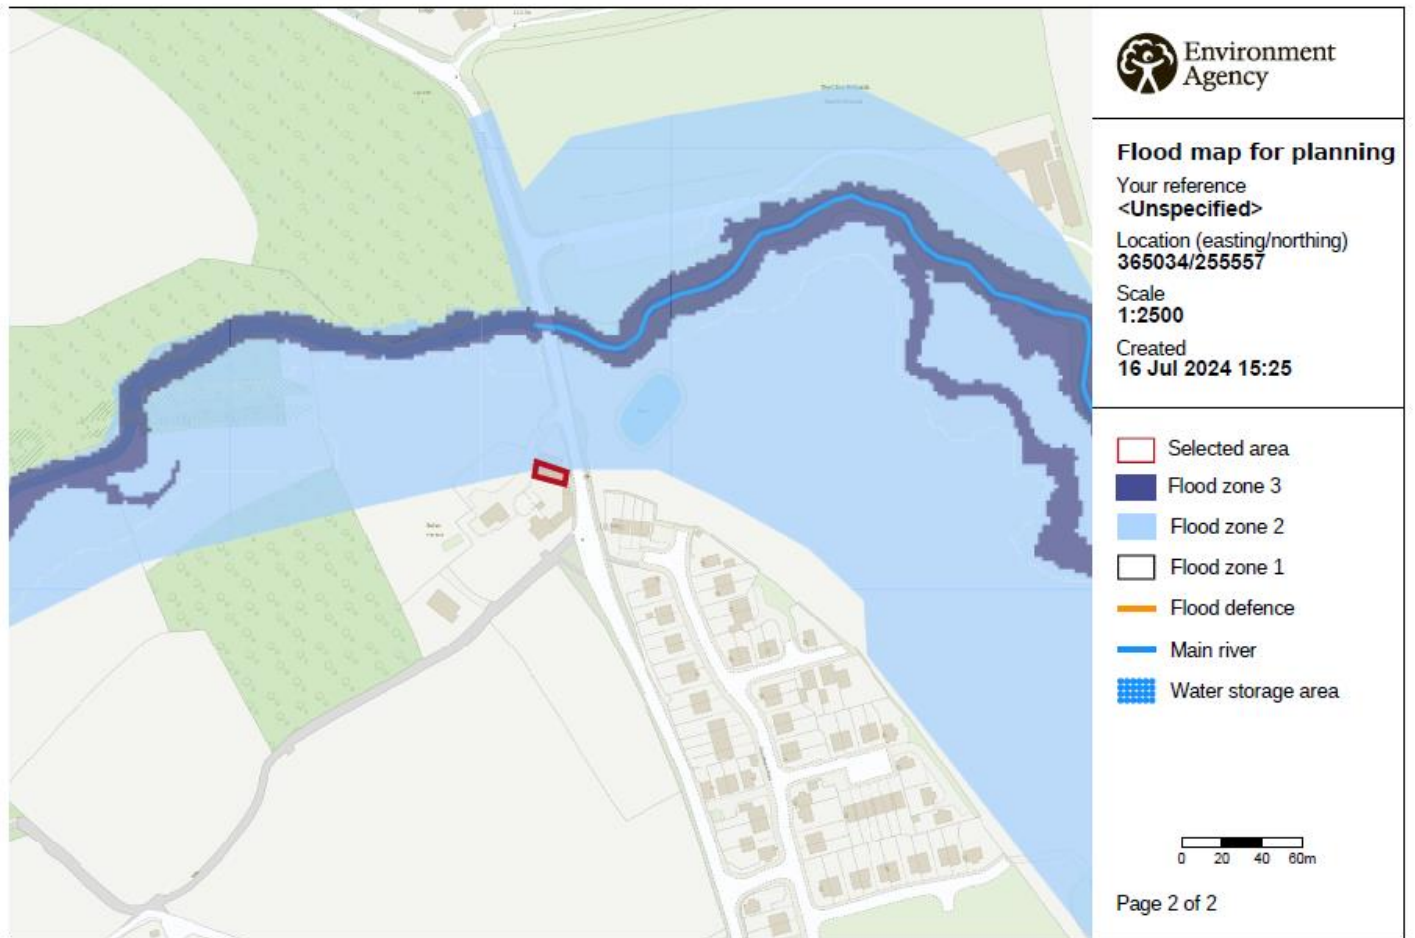 Environment
Agency
Flood map for planning
Your reference
<Unspecified>
Location (easting/northing)
365034/255557
Scale
1:2500
Created
16 Jul 2024 15:25
Selected area
Flood zone 3
Flood zone 2
Flood zone 1
Flood defence
Main river
Water storage area
0 20 40 60m
Page 2 of 2